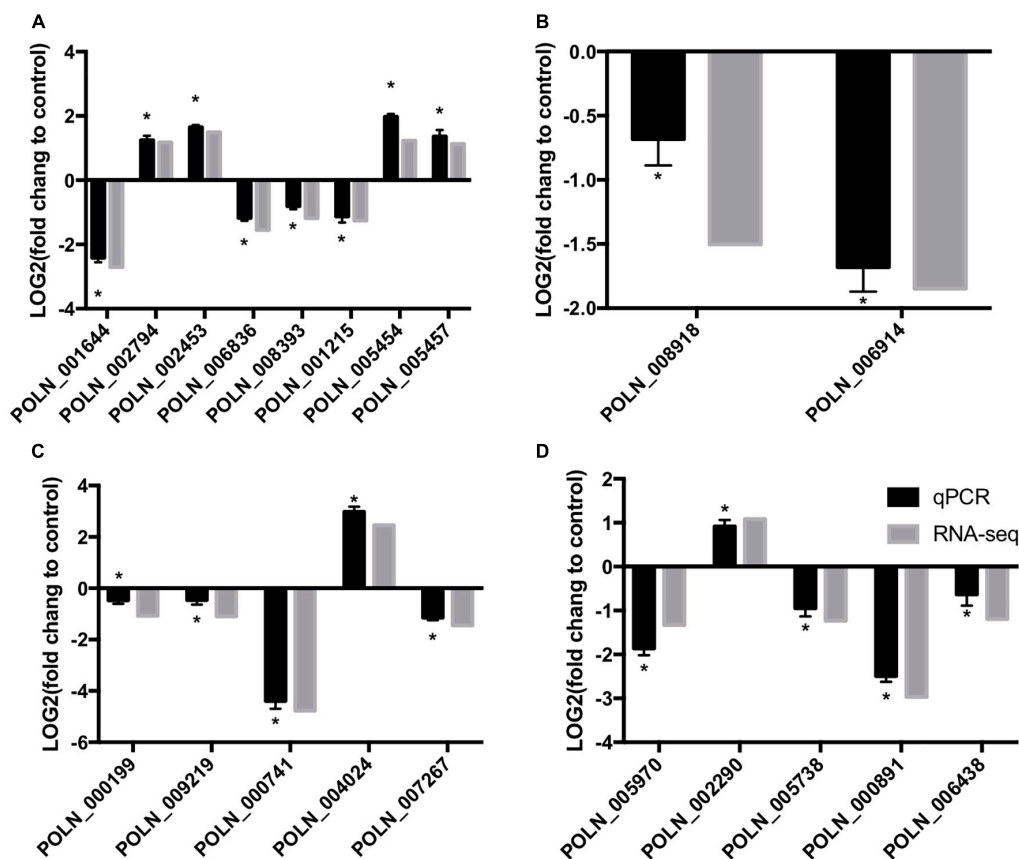 A
LOG2(fold chang to control)
4
2
0
-2
-4
*
*
*
*
*
*
*
*
POLN_001644
POLN_002794
POLN_002453
POLN_006836
POLN_008393
POLN_001215
POLN_005454
POLN_005457
B
LOG2(fold chang to control)
0.0
-0.5
-1.0
-1.5
-2.0
*
*
POLN_008918
POLN_006914
C
LOG2(fold chang to control)
4
2
0
-2
-4
-6
*
*
*
*
*
POLN_000199
POLN_009219
POLN_000741
POLN_004024
POLN_007267
D
LOG2(fold chang to control)
2
1
0
-1
-2
-3
-4
*
*
*
*
*
qPCR
RNA-seq
POLN_005970
POLN_002290
POLN_005738
POLN_000891
POLN_006438